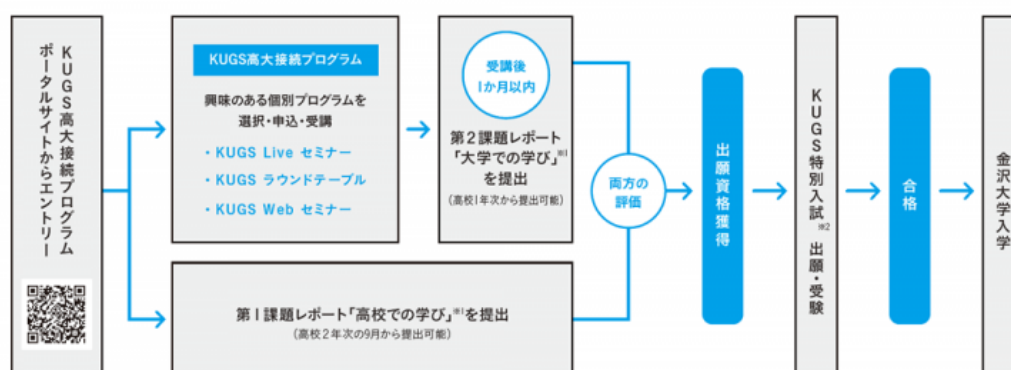 KUGS高大接続プログラム
ポータルサイトからエントリー
KUGS高大接続プログラム
興味のある個別プログラムを
選択・申込・受講
・KUGS Live セミナー
・KUGS ラウンドテーブル
・KUGS Web セミナー
受講後
1か月以内
第2課題レポート
「大学での学び」※1
を提出
(高校1年次から提出可能)
第1課題レポート「高校での学び」※1を提出
(高校2年次の9月から提出可能)
両方の
評価
出願資格獲得
KUGS特別入試※2 出願・受験
合格
金沢大学入学